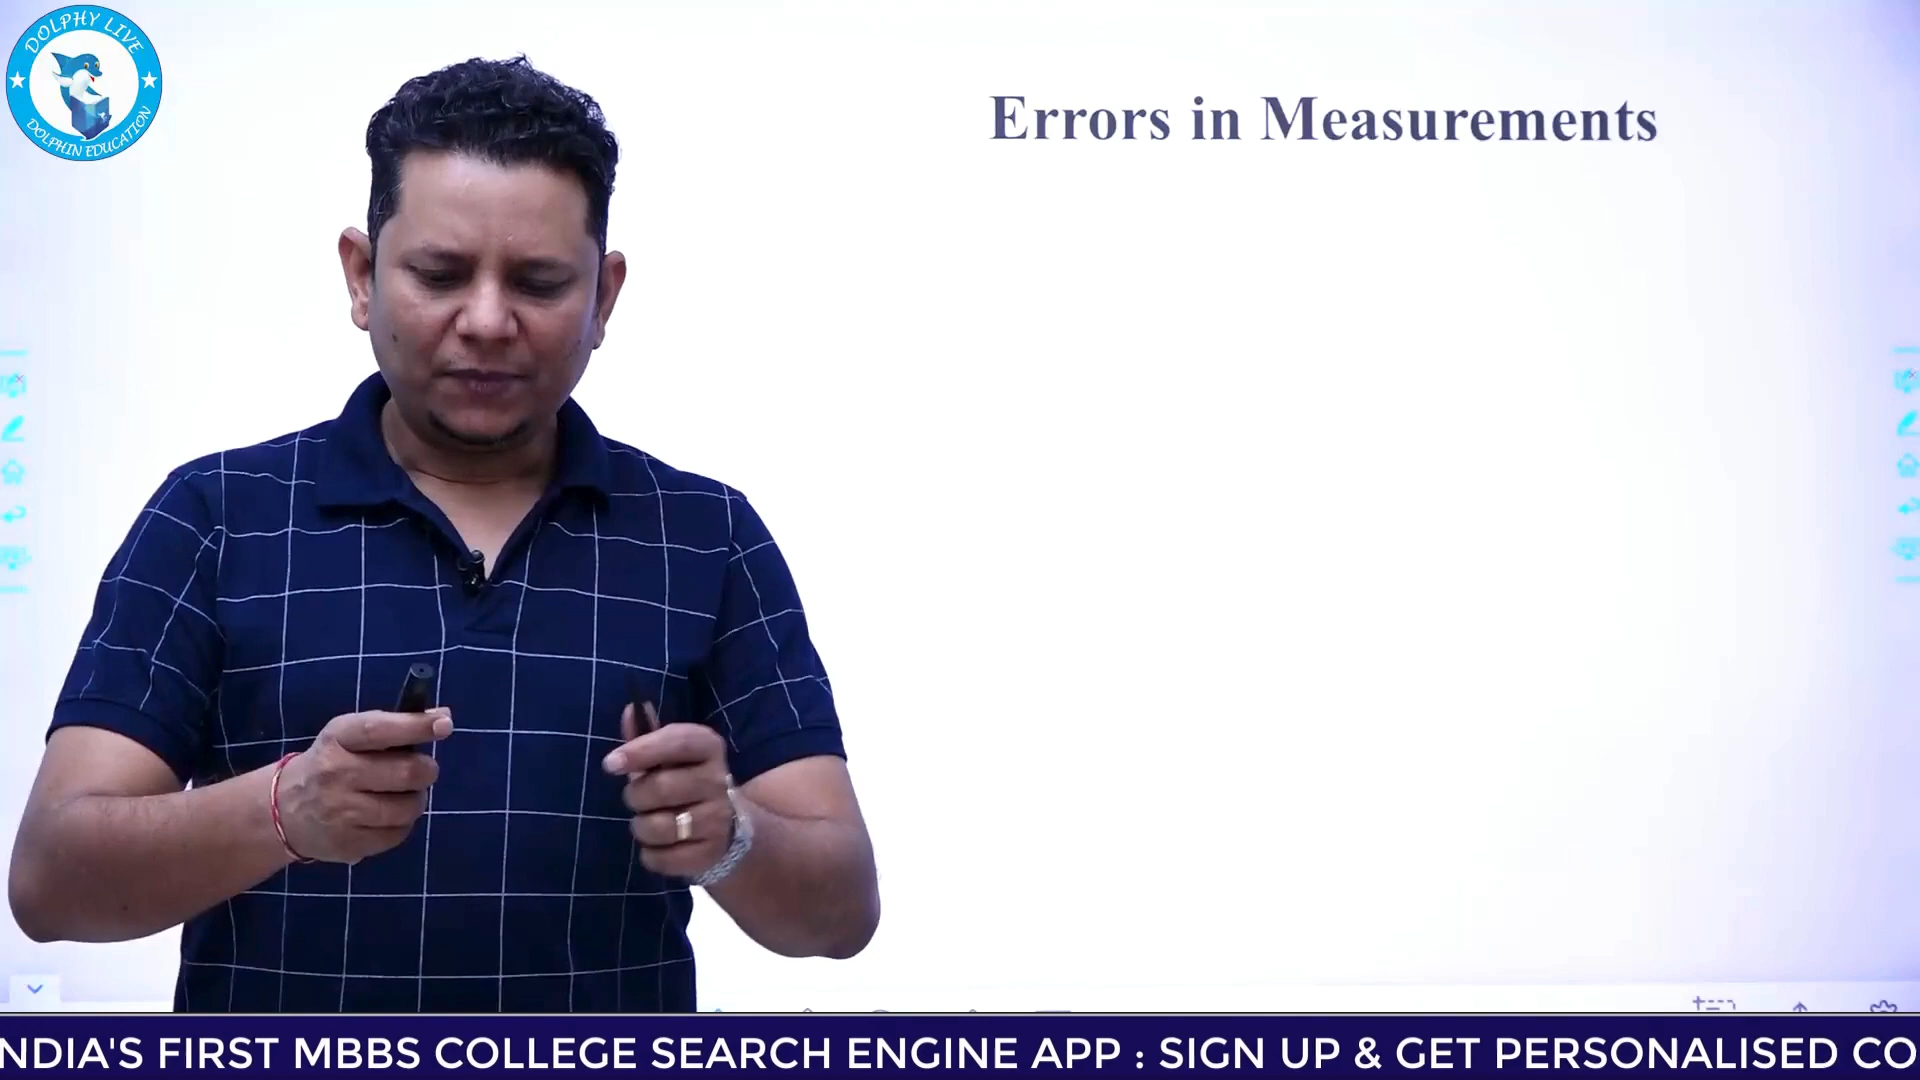 DOLPHY LIVE
DOLPHIN EDUCATION
Errors in Measurements
NDIA'S FIRST MBBS COLLEGE SEARCH ENGINE APP : SIGN UP & GET PERSONALISED CO